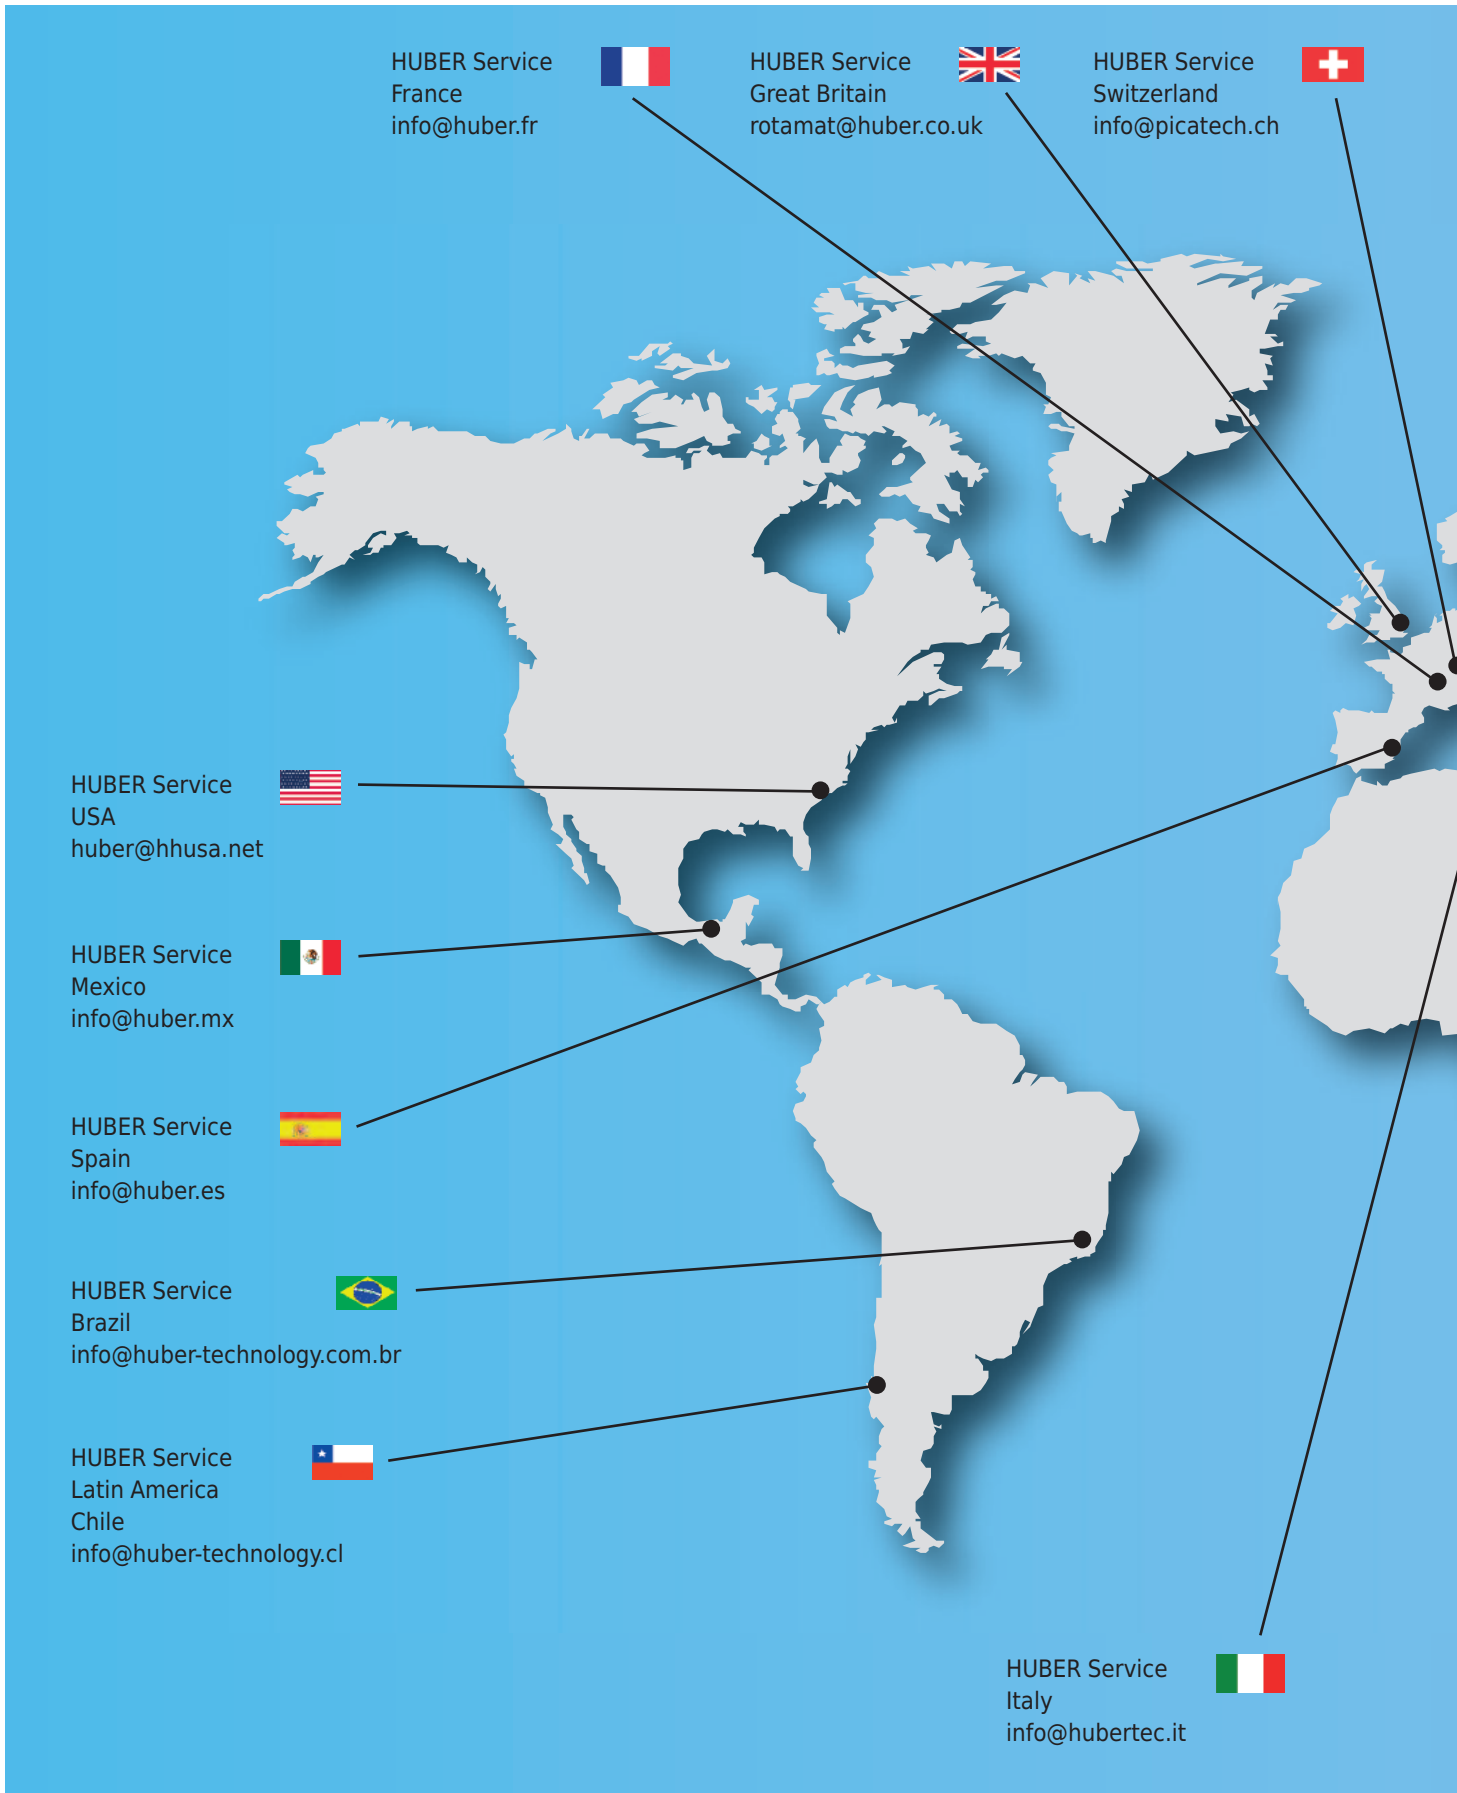 HUBER Service
France
info@huber.fr
HUBER Service
Great Britain
rotamat@huber.co.uk
HUBER Service
Switzerland
info@picatech.ch
HUBER Service
USA
huber@hhusa.net
HUBER Service
Mexico
info@huber.mx
HUBER Service
Spain
info@huber.es
HUBER Service
Brazil
info@huber-technology.com.br
HUBER Service
Latin America
Chile
info@huber-technology.cl
HUBER Service
Italy
info@hubertec.it